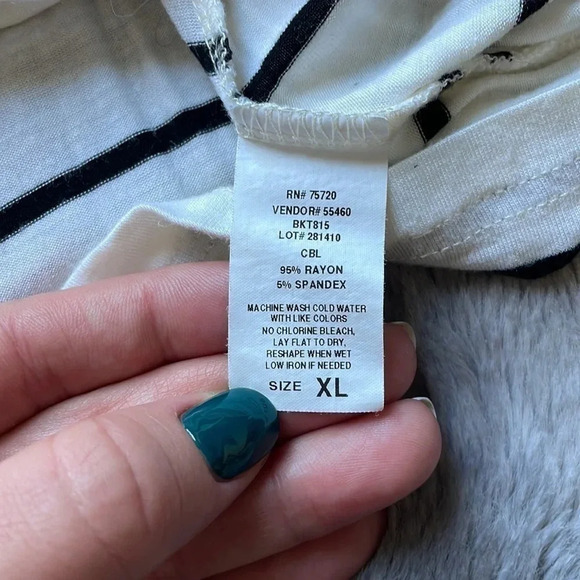 RN# 75720
VENDOR# 55460
BKT815
LOT# 281410
CBL
95% RAYON
5% SPANDEX
MACHINE WASH COLD WATER
WITH LIKE COLORS
NO CHLORINE BLEACH,
LAY FLAT TO DRY,
RESHAPE WHEN WET
LOW IRON IF NEEDED
SIZE XL